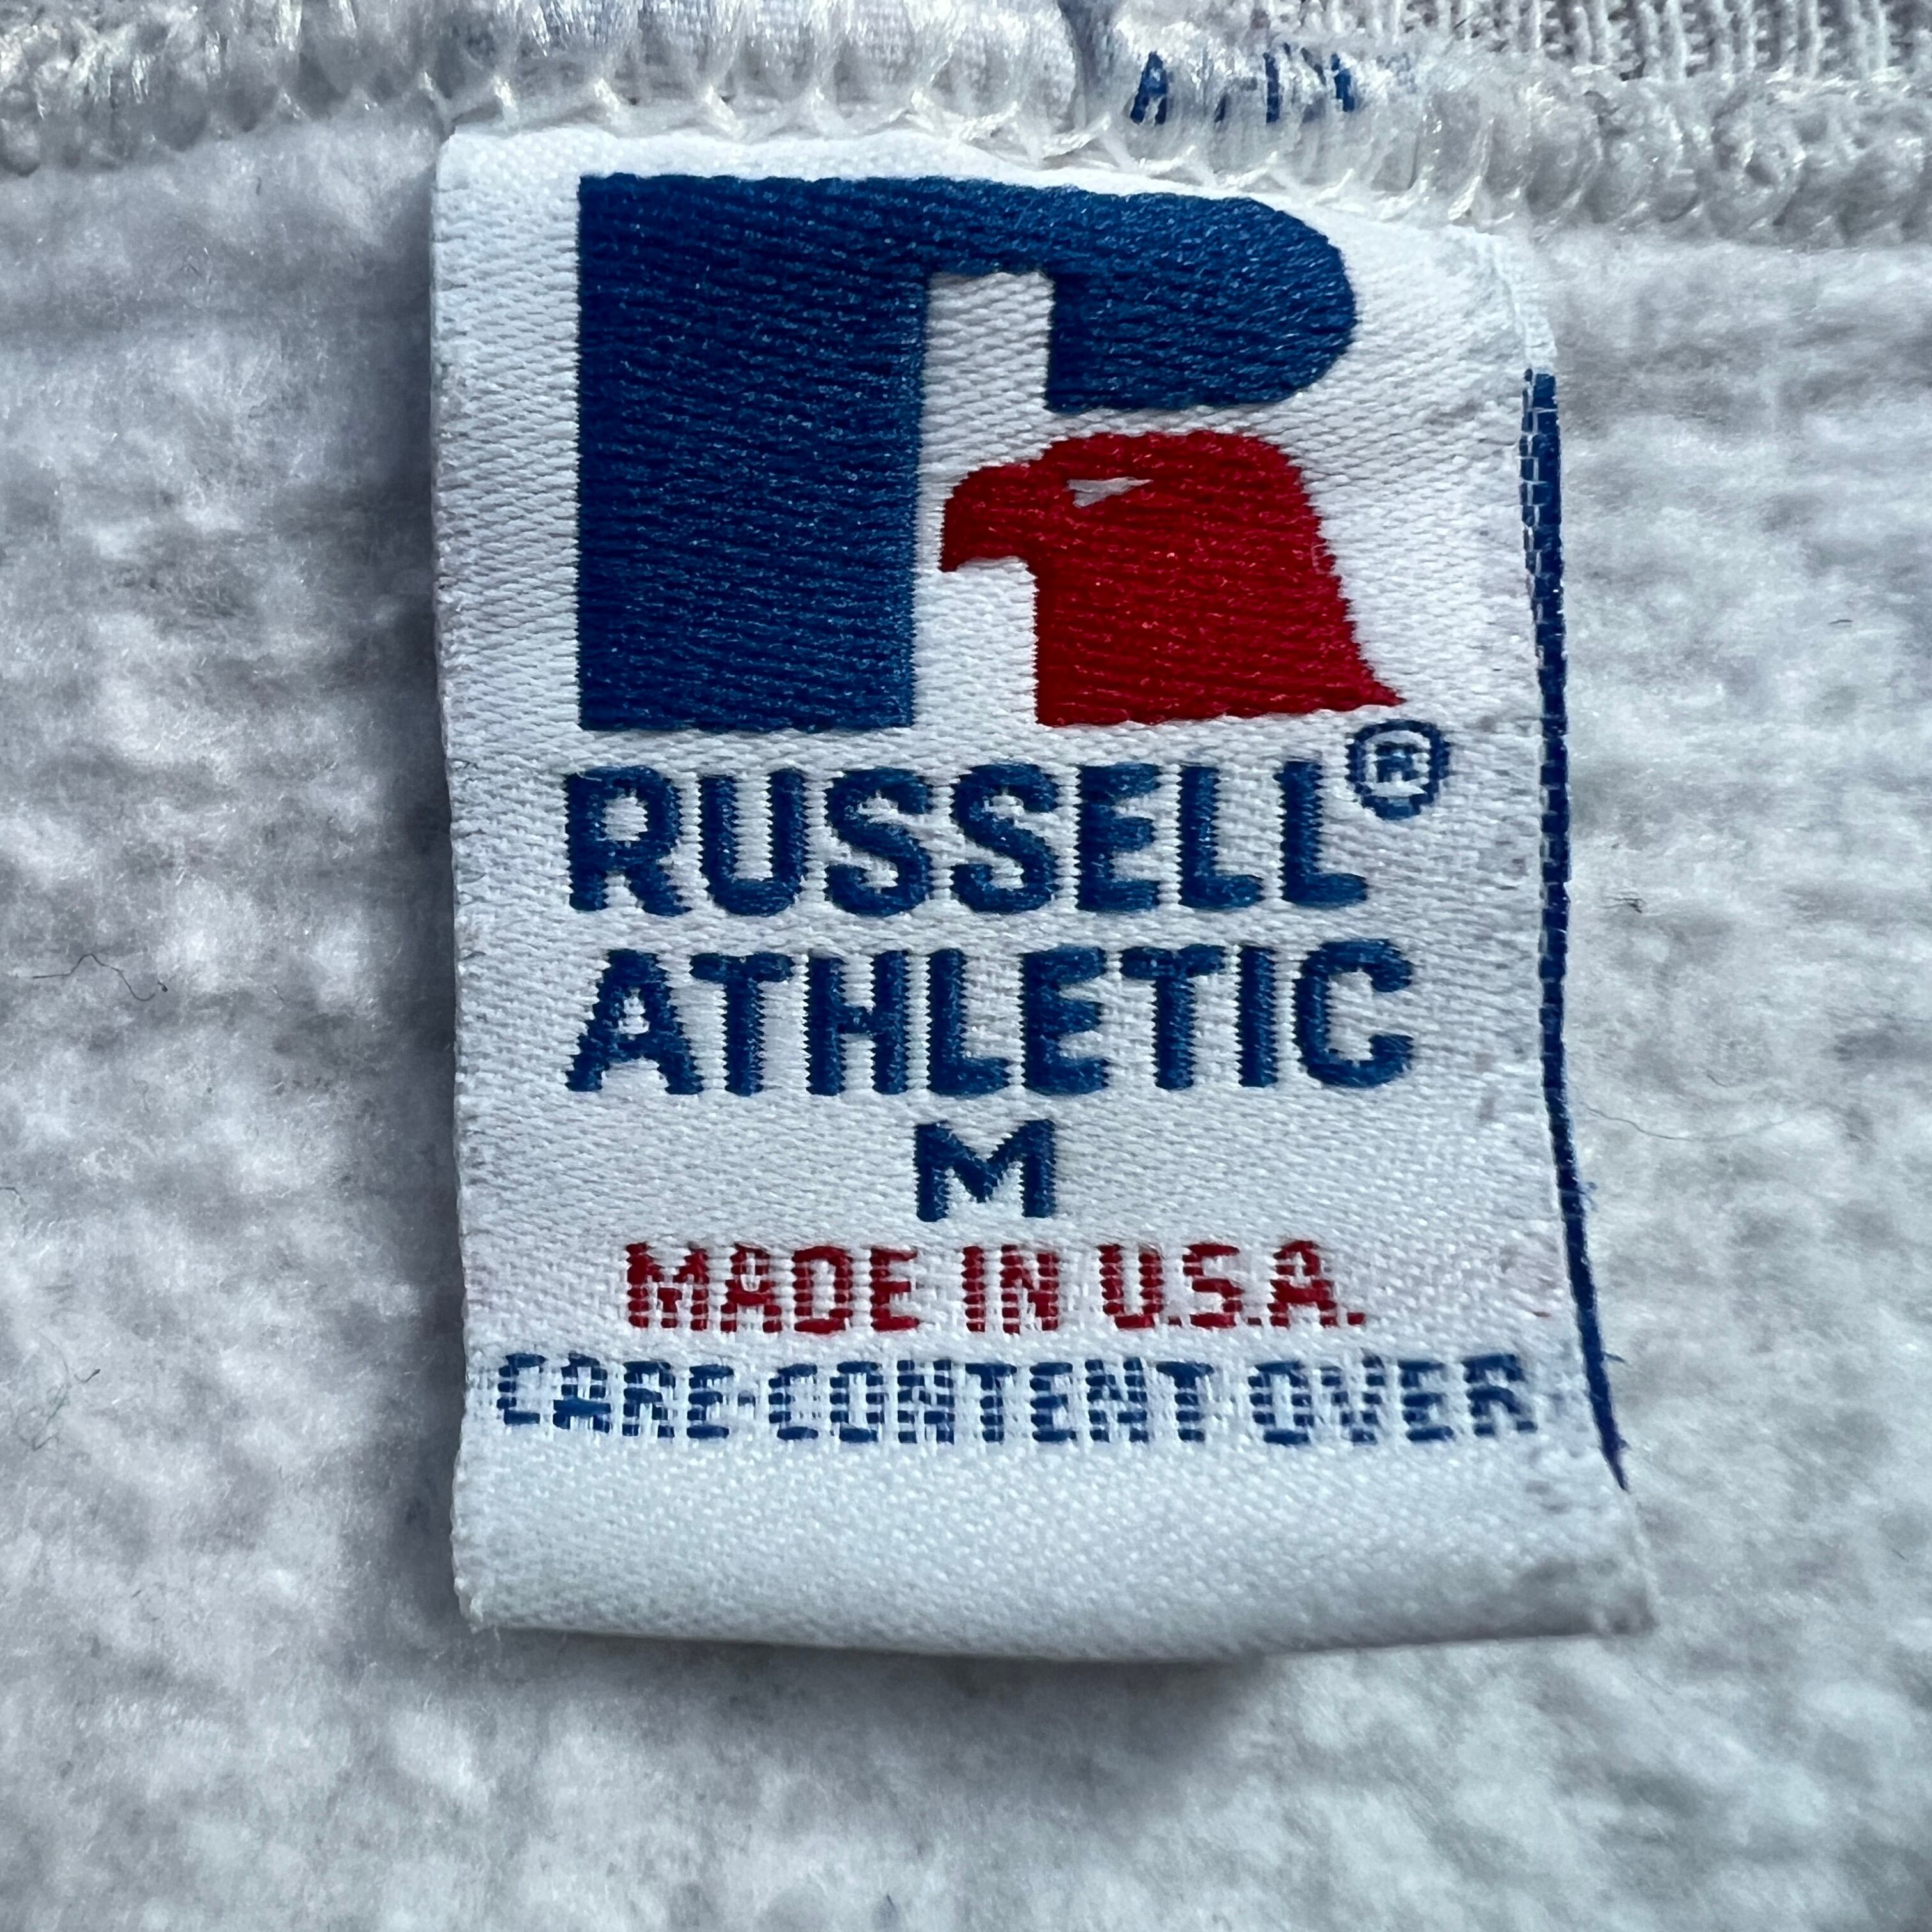 RUSSELL®
ATHLETIC
M
MADE IN U.S.A.
CARE·CONTENT·OVER